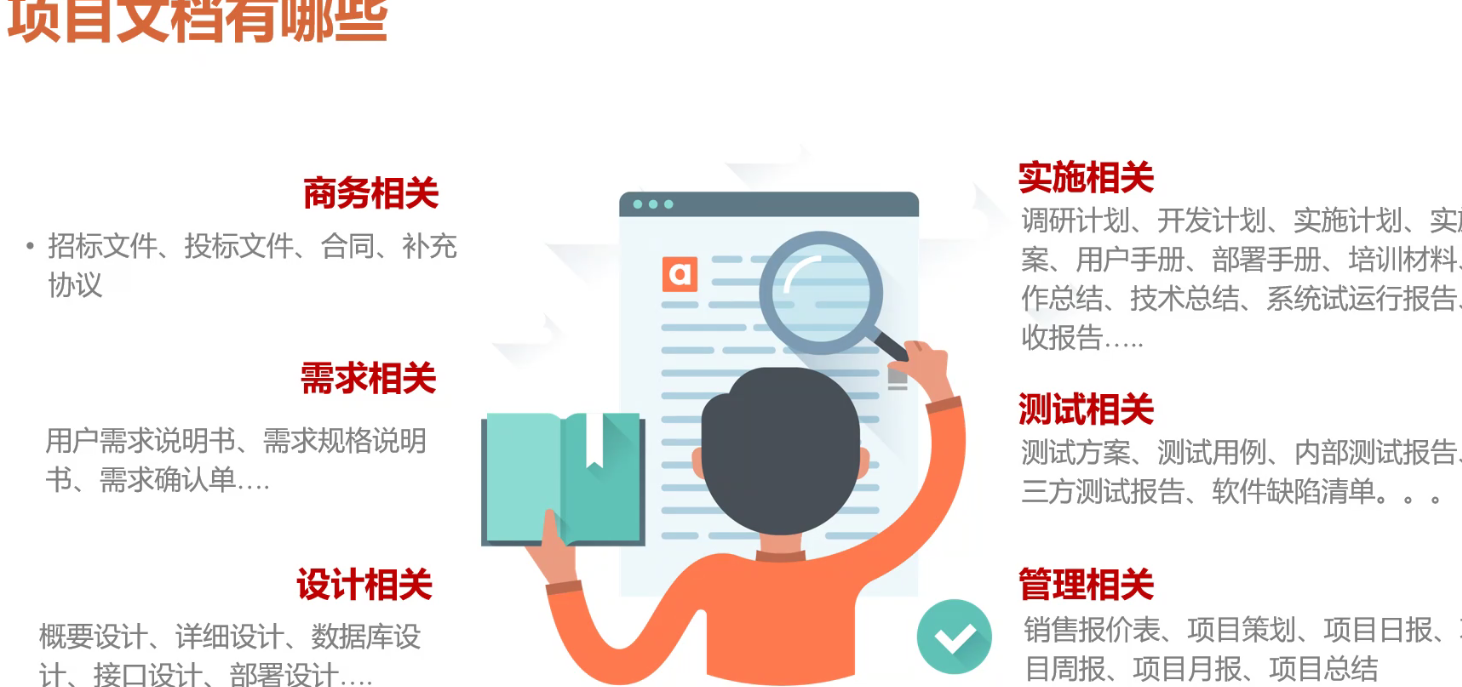 项目文档有哪些
商务相关
• 招标文件、投标文件、合同、补充
协议
需求相关
用户需求说明书、需求规格说明
书、需求确认单….
设计相关
概要设计、详细设计、数据库设
计、接口设计、部署设计….
a
实施相关
调研计划、开发计划、实施计划、实
案、用户手册、部署手册、培训材料、
作总结、技术总结、系统试运行报告、
收报告…..
测试相关
测试方案、测试用例、内部测试报告、
三方测试报告、软件缺陷清单。。。
管理相关
销售报价表、项目策划、项目日报、
目周报、项目月报、项目总结